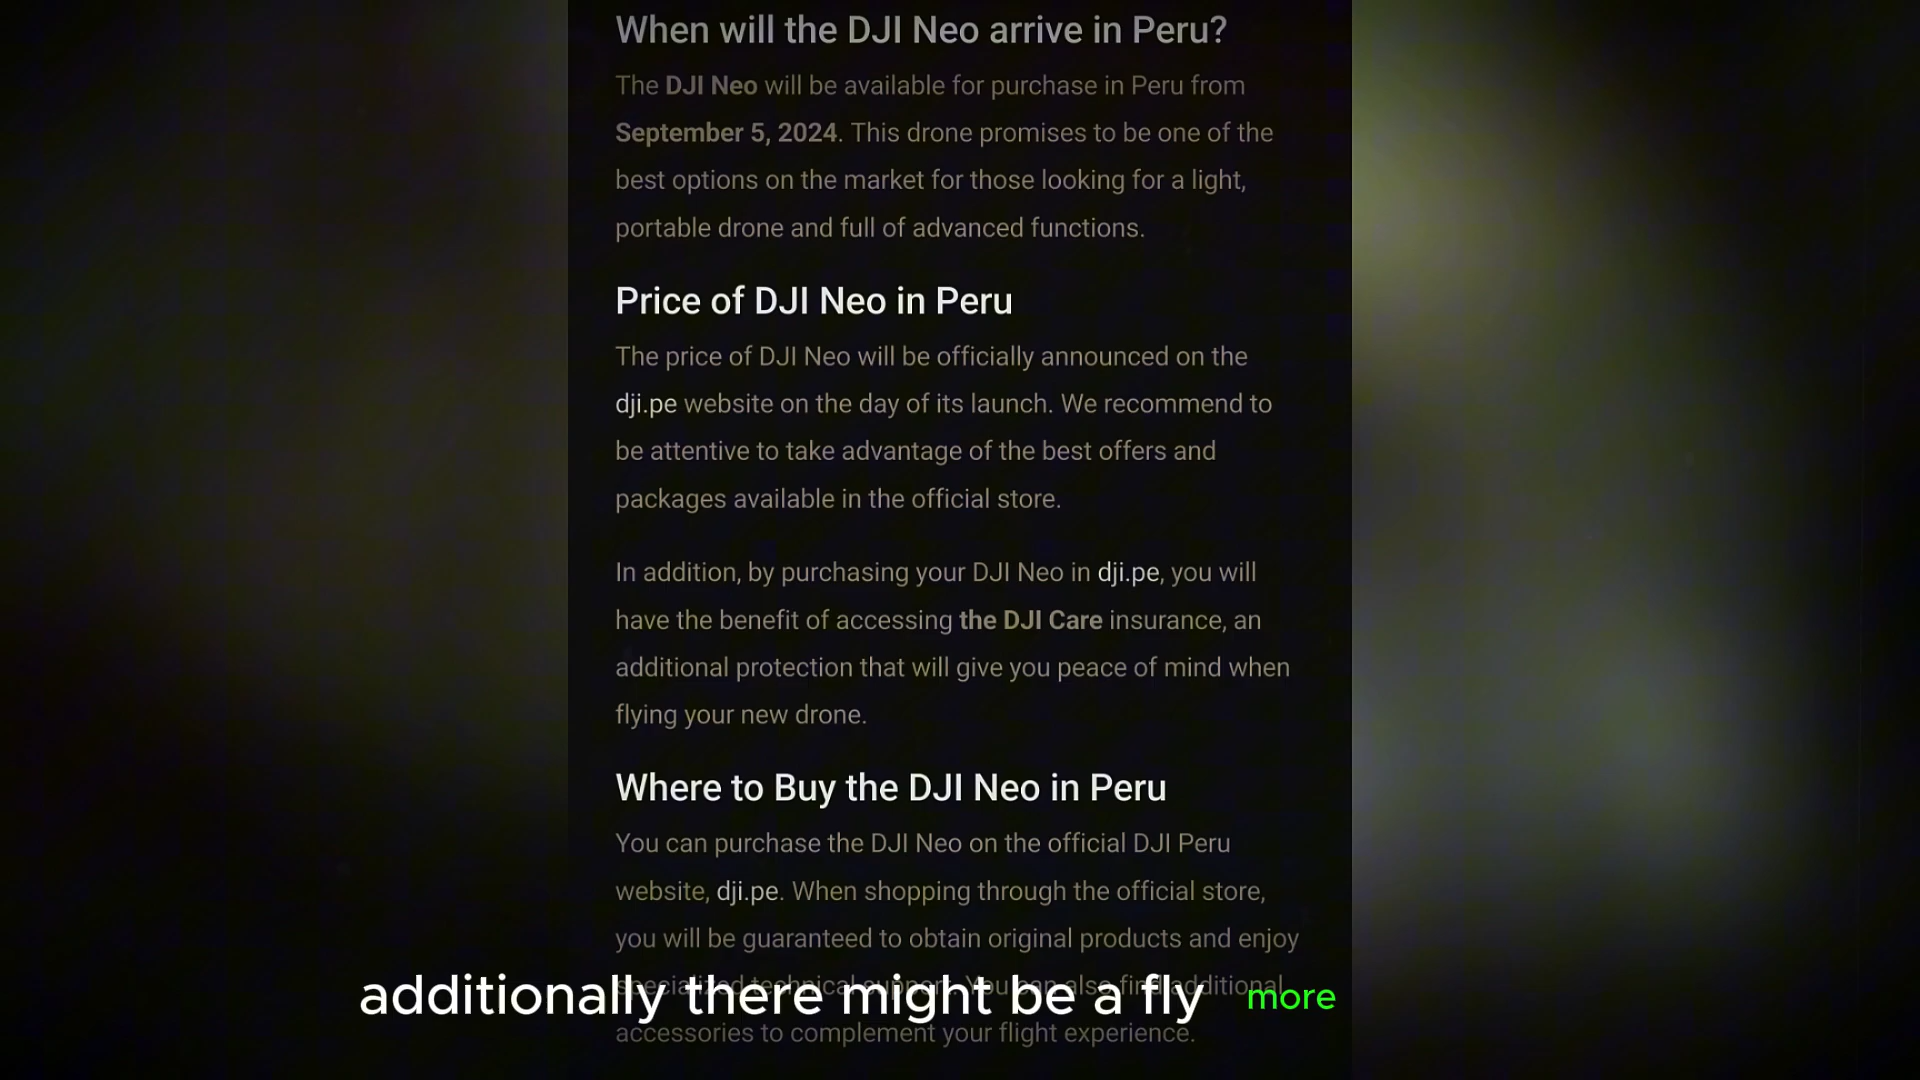 When will the DJI Neo arrive in Peru?
The DJI Neo will be available for purchase in Peru from
September 5, 2024. This drone promises to be one of the
best options on the market for those looking for a light,
portable drone and full of advanced functions.
Price of DJI Neo in Peru
The price of DJI Neo will be officially announced on the
dji.pe website on the day of its launch. We recommend to
be attentive to take advantage of the best offers and
packages available in the official store.
In addition, by purchasing your DJI Neo in dji.pe, you will
have the benefit of accessing the DJI Care insurance, an
additional protection that will give you peace of mind when
flying your new drone.
Where to Buy the DJI Neo in Peru
You can purchase the DJI Neo on the official DJI Peru
website, dji.pe. When shopping through the official store,
you will be guaranteed to obtain original products and enjoy
specialized technical support. You can also find additional
additionally there might be a fly more
accessories to complement your flight experience.